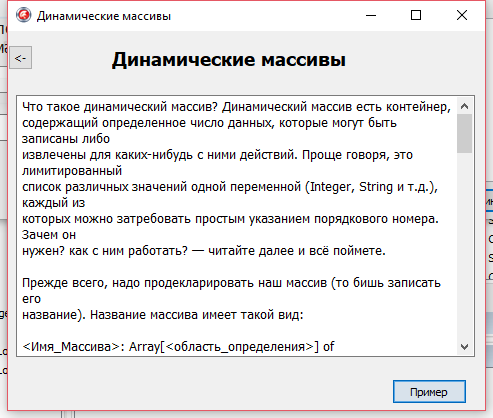 Динамические массивы
<-
Динамические массивы
Что такое динамический массив? Динамический массив есть контейнер,
содержащий определенное число данных, которые могут быть
записаны либо
извлечены для каких-нибудь с ними действий. Проще говоря, это
лимитированный
список различных значений одной переменной (Integer, String и т.д.),
каждый из
которых можно затребовать простым указанием порядкового номера.
Зачем он
нужен? как с ним работать? — читайте далее и всё поймете.
Прежде всего, надо продекларировать наш массив (то бишь записать
его
название). Название массива имеет такой вид:
<Имя_Массива>: Array[<область_определения>] of
Пример